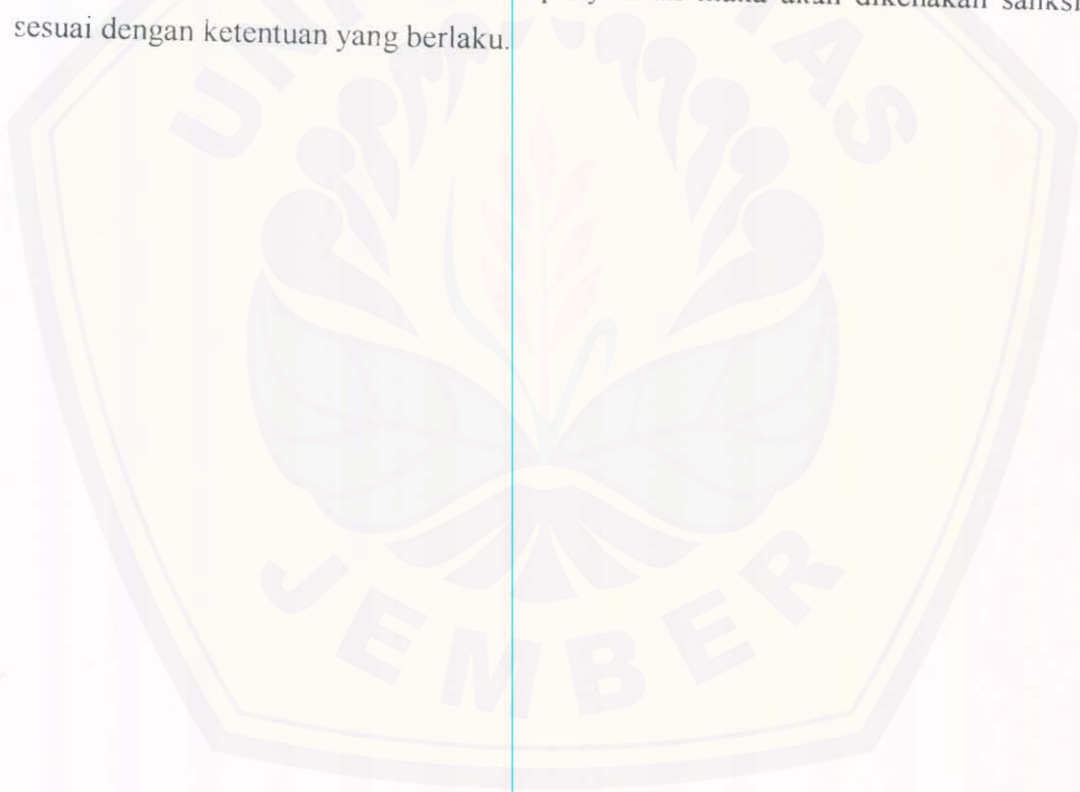 maka akan dikenakan sanksi
sesuai dengan ketentuan yang berlaku.
JEMBER